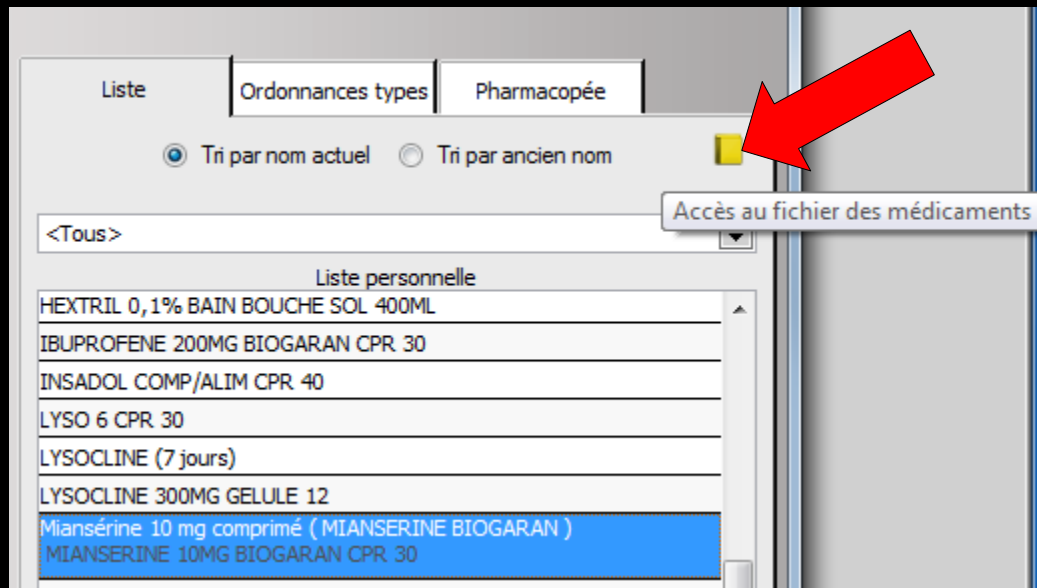 Liste
Ordonnances types
Pharmacopée
Tri par nom actuel
Tri par ancien nom
Accès au fichier des médicaments
<Tous>
Liste personnelle
HEXTRIL 0,1% BAIN BOUCHE SOL 400ML
IBUPROFENE 200MG BIOGARAN CPR 30
INSADOL COMP/ALIM CPR 40
LYSO 6 CPR 30
LYSOCLINE (7 jours)
LYSOCLINE 300MG GELULE 12
Miansérine 10 mg comprimé ( MIANSERINE BIOGARAN )
MIANSERINE 10MG BIOGARAN CPR 30